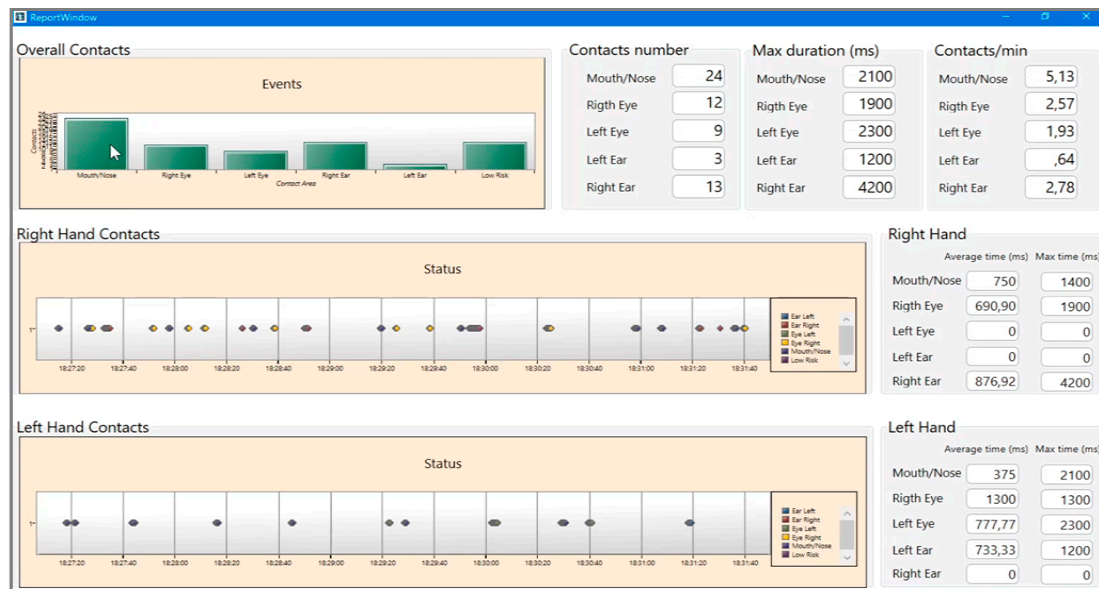 ReportWindow
Overall Contacts
Events
Contacts
Mouth/Nose Right Eye Left Eye Right Ear Left Ear Low Risk
Contact Area
Contacts number
Mouth/Nose 24
Rigth Eye 12
Left Eye 9
Left Ear 3
Right Ear 13
Max duration (ms)
Mouth/Nose 2100
Rigth Eye 1900
Left Eye 2300
Left Ear 1200
Right Ear 4200
Contacts/min
Mouth/Nose 5,13
Rigth Eye 2,57
Left Eye 1,93
Left Ear ,64
Right Ear 2,78
Right Hand Contacts
Status
1
18:27:20 18:27:40 18:28:00 18:28:20 18:28:40 18:29:00 18:29:20 18:29:40 18:30:00 18:30:20 18:30:40 18:31:00 18:31:20 18:31:40
Ear Left
Ear Right
Eye Left
Eye Right
Mouth/Nose
Low Risk
Right Hand
Average time (ms) Max time (ms)
Mouth/Nose 750 1400
Rigth Eye 690,90 1900
Left Eye 0 0
Left Ear 0 0
Right Ear 876,92 4200
Left Hand Contacts
Status
1
18:27:20 18:27:40 18:28:00 18:28:20 18:28:40 18:29:00 18:29:20 18:29:40 18:30:00 18:30:20 18:30:40 18:31:00 18:31:20 18:31:40
Ear Left
Ear Right
Eye Left
Eye Right
Mouth/Nose
Low Risk
Left Hand
Average time (ms) Max time (ms)
Mouth/Nose 375 2100
Rigth Eye 1300 1300
Left Eye 777,77 2300
Left Ear 733,33 1200
Right Ear 0 0